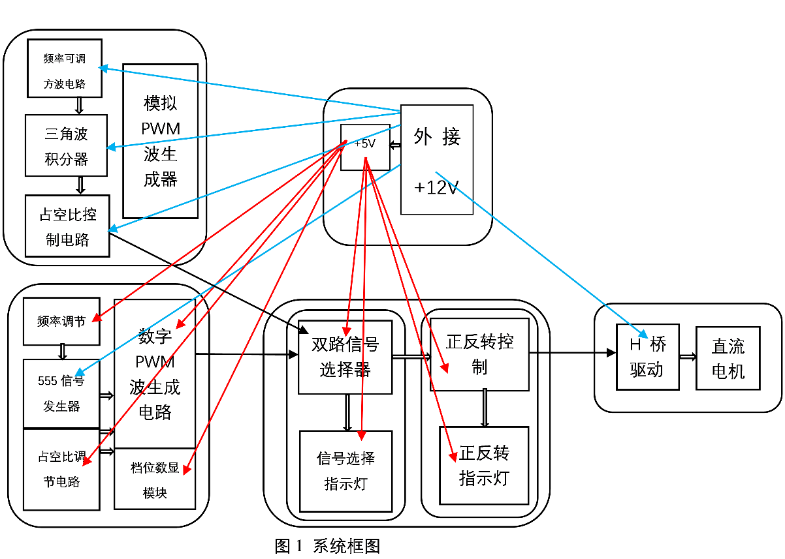 频率可调
方波电路
三角波
积分器
占空比控
制电路
模拟
PWM
波生
成器
+5V
外 接
+12V
频率调节
555 信号
发生器
占空比调
节电路
数字
PWM
波生成
电路
档位数显
模块
双路信号
选择器
信号选择
指示灯
正反转控
制
正反转
指示灯
H 桥
驱动
直流
电机
图 1 系统框图